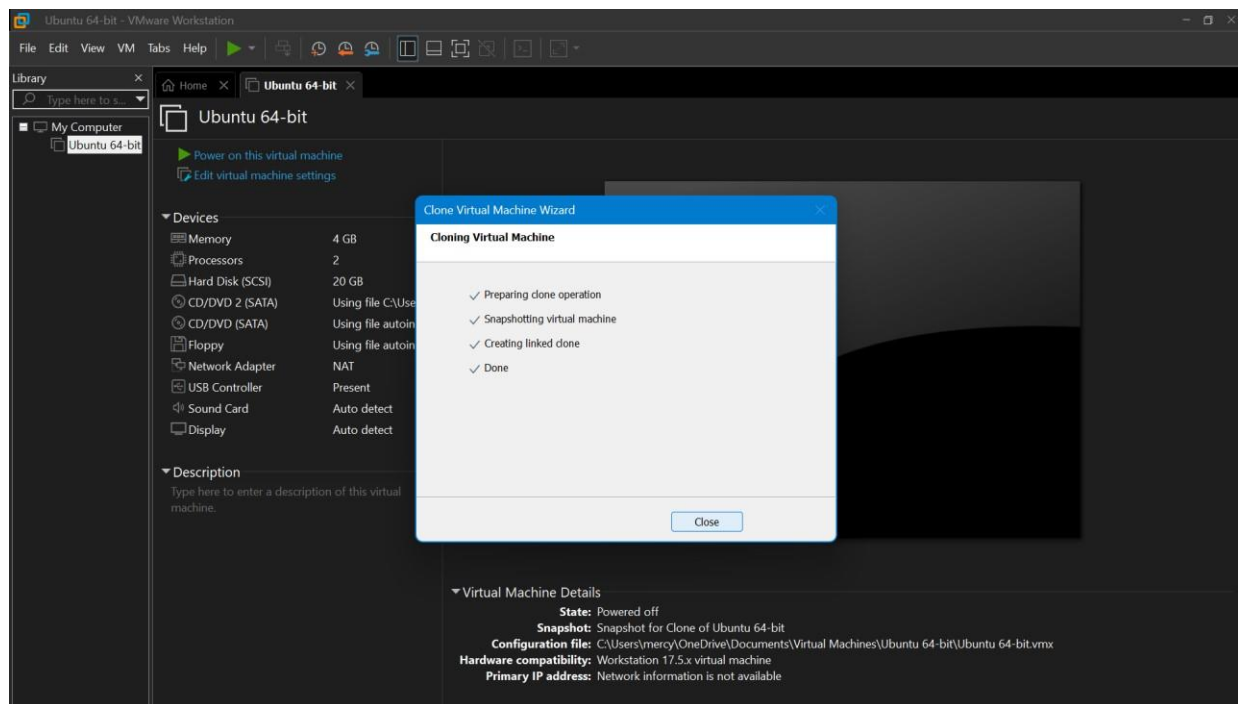 Ubuntu 64-bit - VMware Workstation
File Edit View VM Tabs Help
Library
Type here to s...
My Computer
Ubuntu 64-bit
Home
Ubuntu 64-bit
Ubuntu 64-bit
Power on this virtual machine
Edit virtual machine settings
Devices
Memory 4 GB
Processors 2
Hard Disk (SCSI) 20 GB
CD/DVD 2 (SATA) Using file C:\Use
CD/DVD (SATA) Using file autoin
Floppy Using file autoin
Network Adapter NAT
USB Controller Present
Sound Card Auto detect
Display Auto detect
Description
Type here to enter a description of this virtual
machine.
Clone Virtual Machine Wizard
Cloning Virtual Machine
Preparing clone operation
Snapshotting virtual machine
Creating linked clone
Done
Close
Virtual Machine Details
State: Powered off
Snapshot: Snapshot for Clone of Ubuntu 64-bit
Configuration file: C:\Users\mercy\OneDrive\Documents\Virtual Machines\Ubuntu 64-bit\Ubuntu 64-bit.vmx
Hardware compatibility: Workstation 17.5.x virtual machine
Primary IP address: Network information is not available